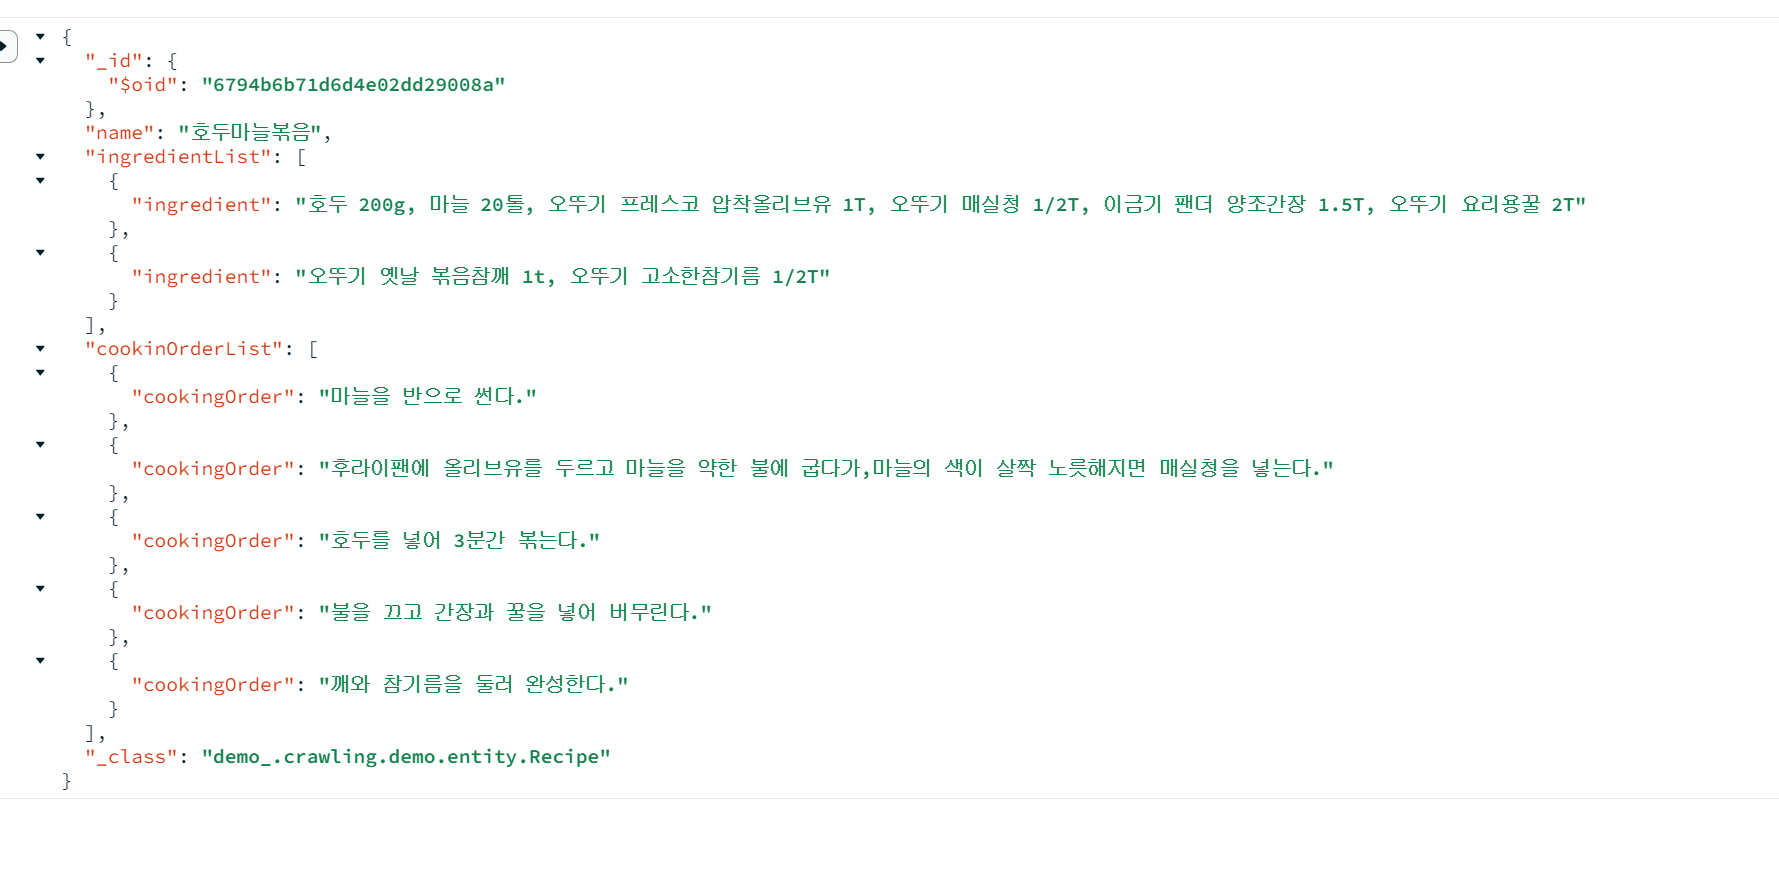 {
"_id": {
"$oid": "6794b6b71d6d4e02dd29008a"
},
"name": "호두마늘볶음",
"ingredientList": [
{
"ingredient": "호두 200g, 마늘 20톨, 오뚜기 프레스코 압착올리브유 1T, 오뚜기 매실청 1/2T, 이금기 팬더 양조간장 1.5T, 오뚜기 요리용꿀 2T"
},
{
"ingredient": "오뚜기 옛날 볶음참깨 1t, 오뚜기 고소한참기름 1/2T"
}
],
"cookinOrderList": [
{
"cookingOrder": "마늘을 반으로 썬다."
},
{
"cookingOrder": "후라이팬에 올리브유를 두르고 마늘을 약한 불에 굽다가,마늘의 색이 살짝 노릇해지면 매실청을 넣는다."
},
{
"cookingOrder": "호두를 넣어 3분간 볶는다."
},
{
"cookingOrder": "불을 끄고 간장과 꿀을 넣어 버무린다."
},
{
"cookingOrder": "깨와 참기름을 둘러 완성한다."
}
],
"_class": "demo_.crawling.demo.entity.Recipe"
}